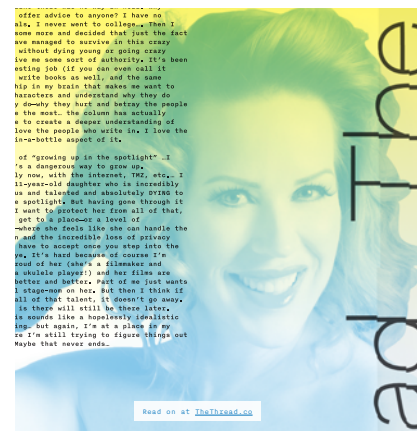 offer advice to anyone? I have no
als. I never went to college…. Then I
some more and decided that just the fact
ave managed to survive in this crazy
without dying young or going crazy
ive me some sort of authority. It's been
esting job (if you can even call it
write books as well, and the same
hip in my brain that makes me want to
haracters and understand why they do
y do—why they hurt and betray the people
e the most… the column has actually
e to create a deeper understanding of
love the people who write in. I love the
in-a-bottle aspect of it.
of “growing up in the spotlight” …I
's a dangerous way to grow up.
ly now, with the internet, TMZ, etc…. I
11-year-old daughter who is incredibly
us and talented and absolutely DYING to
e spotlight. But having gone through it
I want to protect her from all of that,
get to a place—or a level of
—where she feels like she can handle the
n and the incredible loss of privacy
have to accept once you step into the
ye. It's hard because of course I'm
roud of her (she's a filmmaker and
a ukulele player!) and her films are
better and better. Part of me just wants
l stage-mom on her. But then I think if
all of that talent, it doesn't go away.
is there will still be there later.
is sounds like a hopelessly idealistic
ing… but again, I'm at a place in my
re I'm still trying to figure things out
Maybe that never ends…
Read on at TheThread.co
ad The